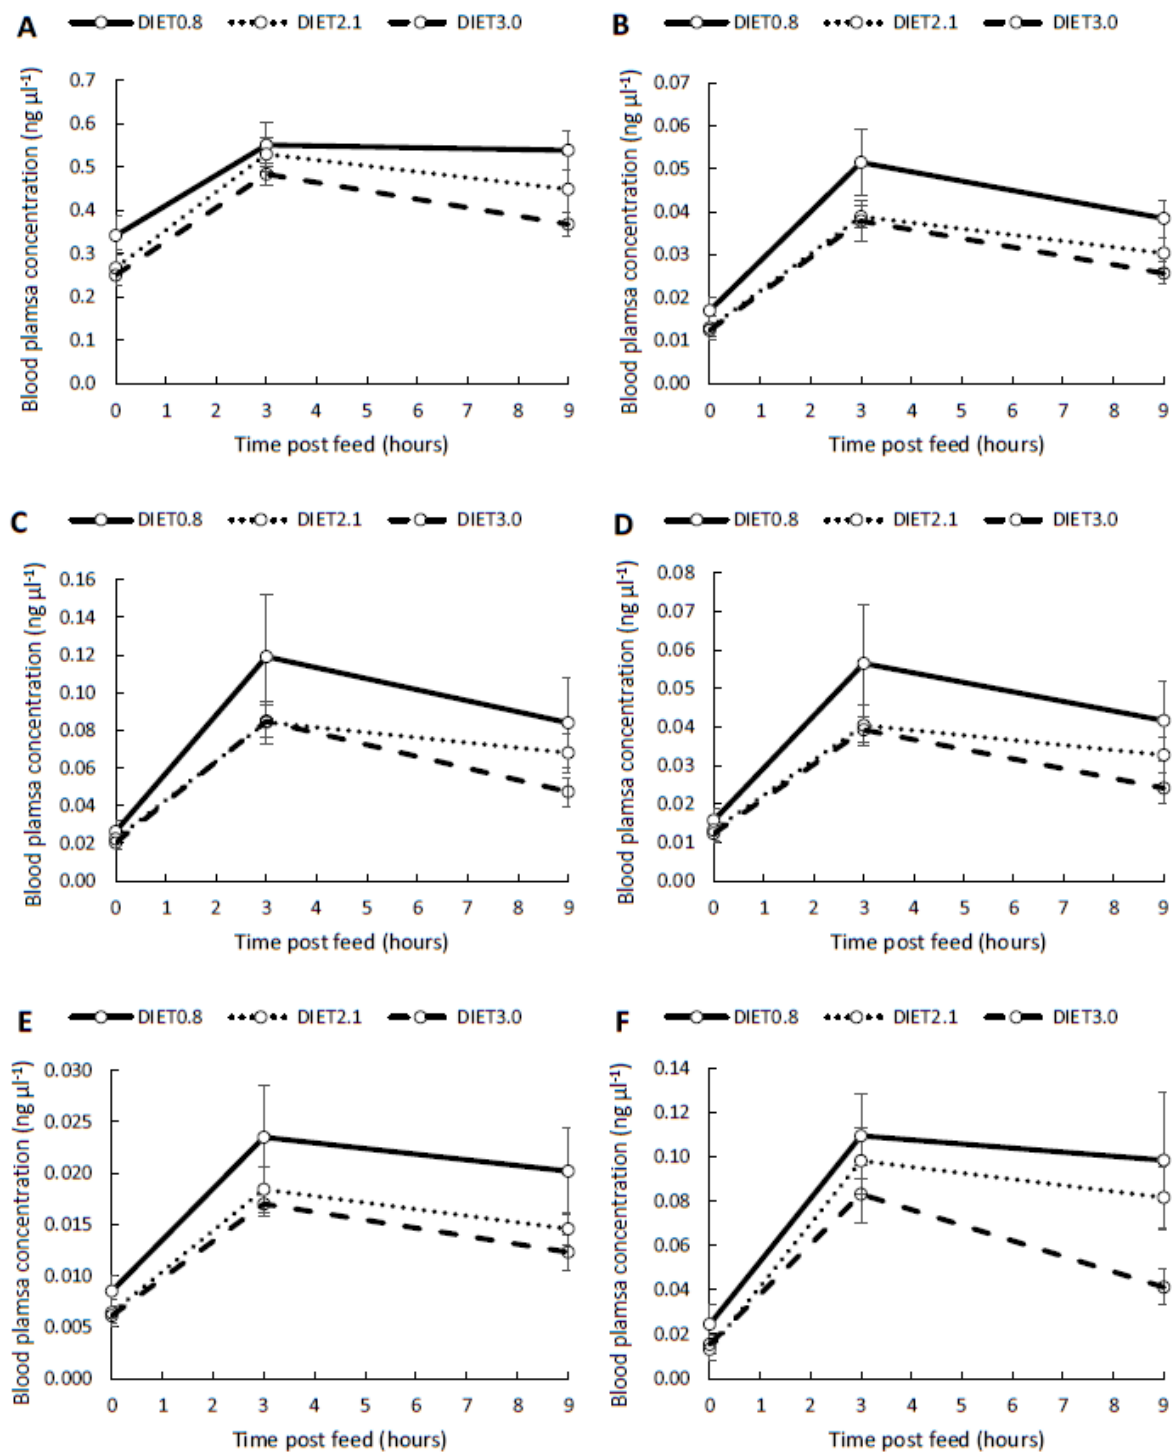 A DIET0.8 DIET2.1 DIET3.0
Blood plamsa concentration (ng µl-1)
0.7
0.6
0.5
0.4
0.3
0.2
0.1
0.0
0 1 2 3 4 5 6 7 8 9
Time post feed (hours)
B DIET0.8 DIET2.1 DIET3.0
Blood plamsa concentration (ng µl-1)
0.07
0.06
0.05
0.04
0.03
0.02
0.01
0.00
0 1 2 3 4 5 6 7 8 9
Time post feed (hours)
C DIET0.8 DIET2.1 DIET3.0
Blood plamsa concentration (ng µl-1)
0.16
0.14
0.12
0.10
0.08
0.06
0.04
0.02
0.00
0 1 2 3 4 5 6 7 8 9
Time post feed (hours)
D DIET0.8 DIET2.1 DIET3.0
Blood plamsa concentration (ng µl-1)
0.08
0.07
0.06
0.05
0.04
0.03
0.02
0.01
0.00
0 1 2 3 4 5 6 7 8 9
Time post feed (hours)
E DIET0.8 DIET2.1 DIET3.0
Blood plamsa concentration (ng µl-1)
0.030
0.025
0.020
0.015
0.010
0.005
0.000
0 1 2 3 4 5 6 7 8 9
Time post feed (hours)
F DIET0.8 DIET2.1 DIET3.0
Blood plamsa concentration (ng µl-1)
0.14
0.12
0.10
0.08
0.06
0.04
0.02
0.00
0 1 2 3 4 5 6 7 8 9
Time post feed (hours)